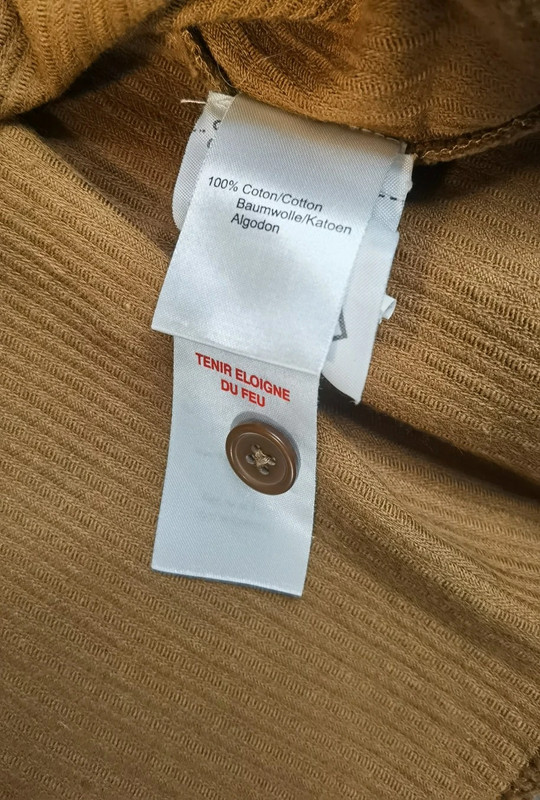 100% Coton/Cotton
Baumwolle/Katoen
Algodon
TENIR ELOIGNE
DU FEU